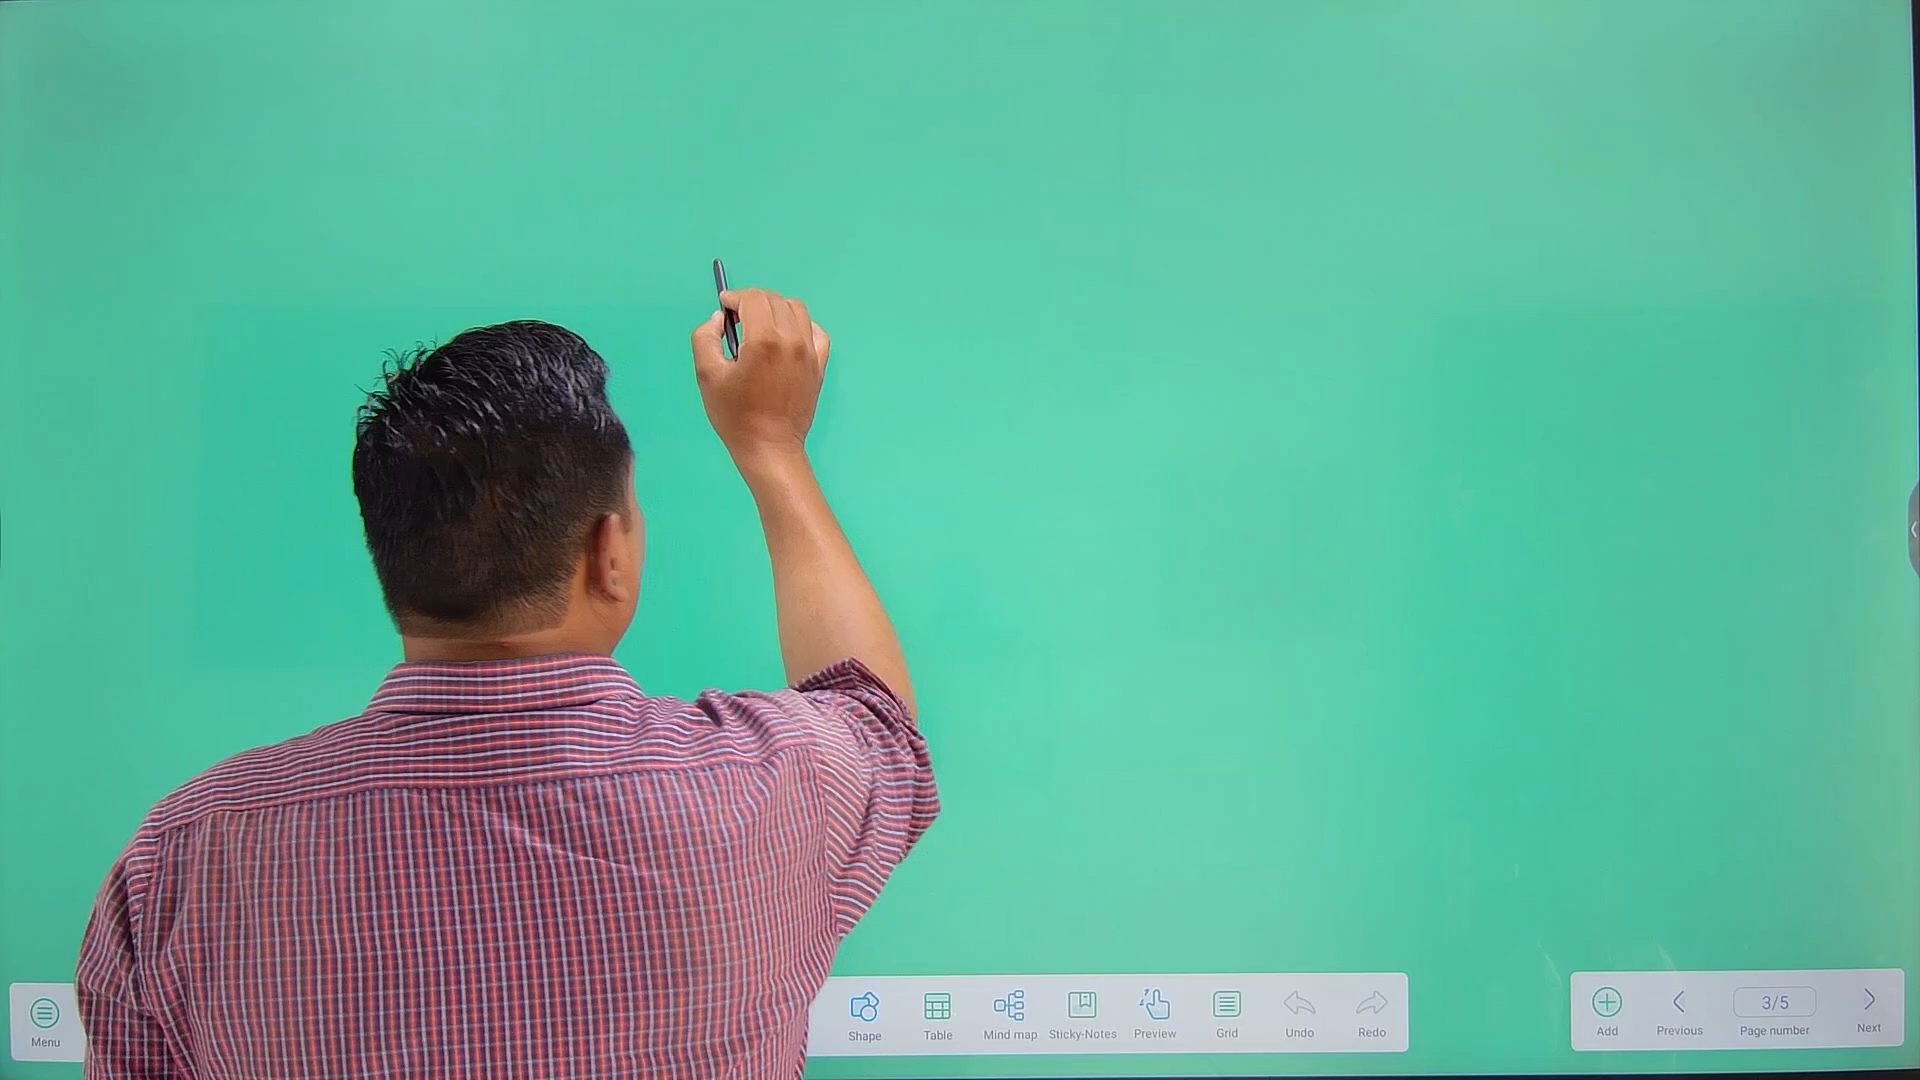 Menu
Shape
Table
Mind map
Sticky-Notes
Preview
Grid
Undo
Redo
Add
Previous
3/5
Page number
Next